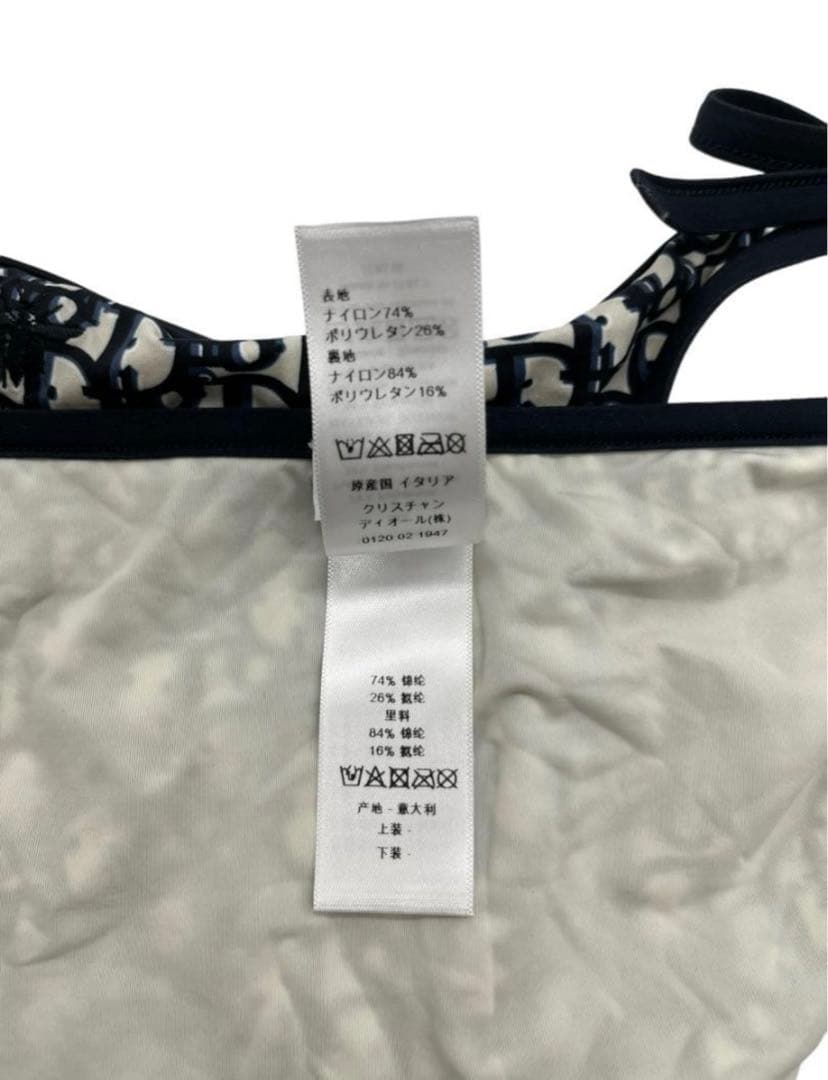 表地
ナイロン74%
ポリウレタン26%
裏地
ナイロン84%
ポリウレタン16%
原産国 イタリア
クリスチャン
ディオール(株)
0120 02 1947
74% 锦纶
26% 氨纶
里料
84% 锦纶
16% 氨纶
产地 - 意大利
上装 -
下装 -